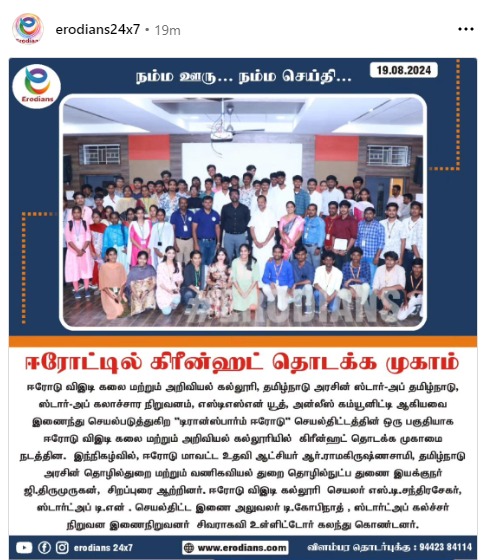 erodians24x7 • 19m
Erodians
நம்ம ஊரு... நம்ம செய்தி...
19.08.2024
Erodians
#ERODIANS
ஈரோட்டில் கிரீன்ஹட் தொடக்க முகாம்
ஈரோடு விஇடி கலை மற்றும் அறிவியல் கல்லூரி, தமிழ்நாடு அரசின் ஸ்டார்-அப் தமிழ்நாடு,
ஸ்டார்-அப் கலாச்சார நிறுவனம், எஸ்டிஎஸ்என் யூத், அன்லீஸ் கம்யூனிட்டி ஆகியவை
இணைந்து செயல்படுத்துகிற "டிரான்ஸ்பார்ம் ஈரோடு" செயல்திட்டத்தின் ஒரு பகுதியாக
ஈரோடு விஇடி கலை மற்றும் அறிவியல் கல்லூரியில் கிரீன்ஹட் தொடக்க முகாமை
நடத்தின. இந்நிகழ்வில், ஈரோடு மாவட்ட உதவி ஆட்சியர் ஆர்.ராமகிருஷ்ணசாமி, தமிழ்நாடு
அரசின் தொழில்துறை மற்றும் வணிகவியல் துறை தொழில்நுட்ப துணை இயக்குநர்
ஜி.திருமுருகன், சிறப்புரை ஆற்றினர். ஈரோடு விஇடி கல்லூரி செயலர் எஸ்.டி.சந்திரசேகர்,
ஸ்டார்ட்அப் டி.என் . செயல்திட்ட இணை அலுவலர் டி.கோபிநாத் , ஸ்டார்ட்அப் கல்ச்சர்
நிறுவன இணைநிறுவனர் சிவராகவி உள்ளிட்டோர் கலந்து கொண்டனர்.
erodians 24x7 www.erodians.com விளம்பர தொடர்புக்கு : 94423 84114